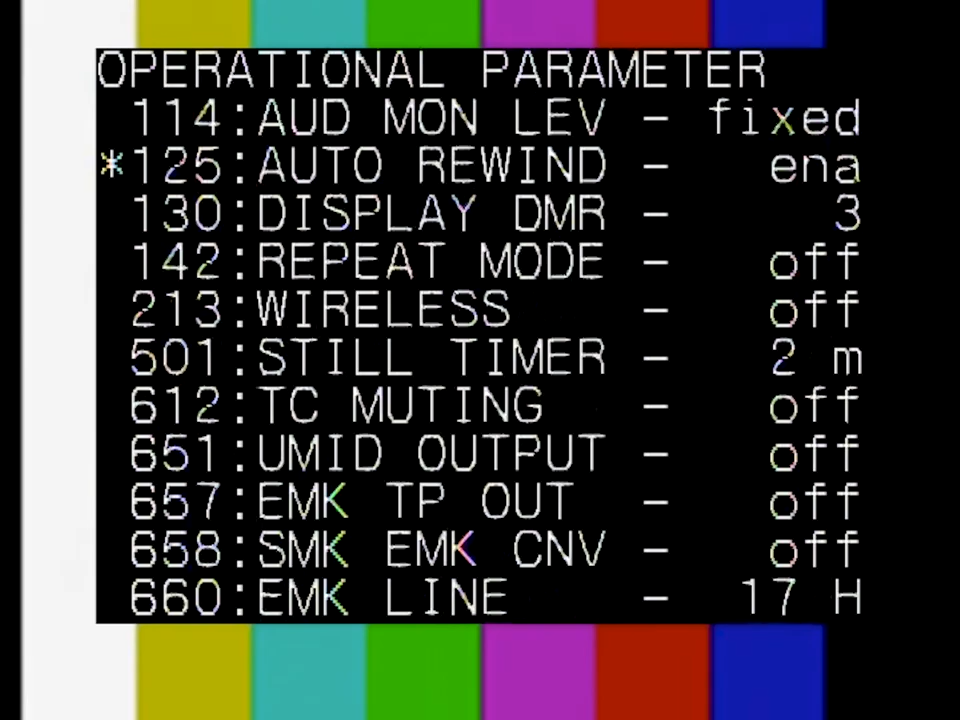 OPERATIONAL PARAMETER
114:AUD MON LEV - fixed
*125:AUTO REWIND - ena
130:DISPLAY DMR - 3
142:REPEAT MODE - off
213:WIRELESS - off
501:STILL TIMER - 2 m
612:TC MUTING - off
651:UMID OUTPUT - off
657:EMK TP OUT - off
658:SMK EMK CNV - off
660:EMK LINE - 17 H